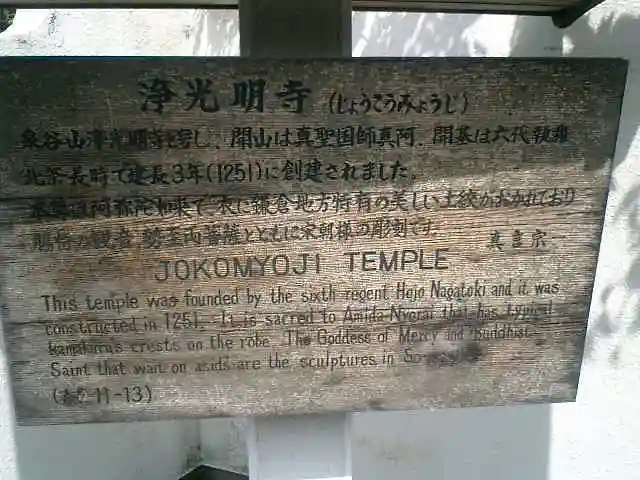 浄光明寺 (じょうこうみょうじ)
泉谷山浄光明寺と号し、開山は真聖国師真阿、開基は六代執権
北条長時で建長3年(1251)に創建されました。
本尊は阿弥陀如来で 衣に鎌倉地方特有の美しい土紋がおかれており
脇侍の観音 勢至両菩薩とともに宋朝様の彫刻です。
真言宗
JOKOMYOJI TEMPLE
This temple was founded by the sixth regent Hojo Nagatoki and it was
constructed in 1251. It is sacred to Amida-Nyorai that has typical
kamakura's crests on the robe. The Goddess of Mercy and Buddhist
Saint that wait on asids are the sculptures in
11-13)